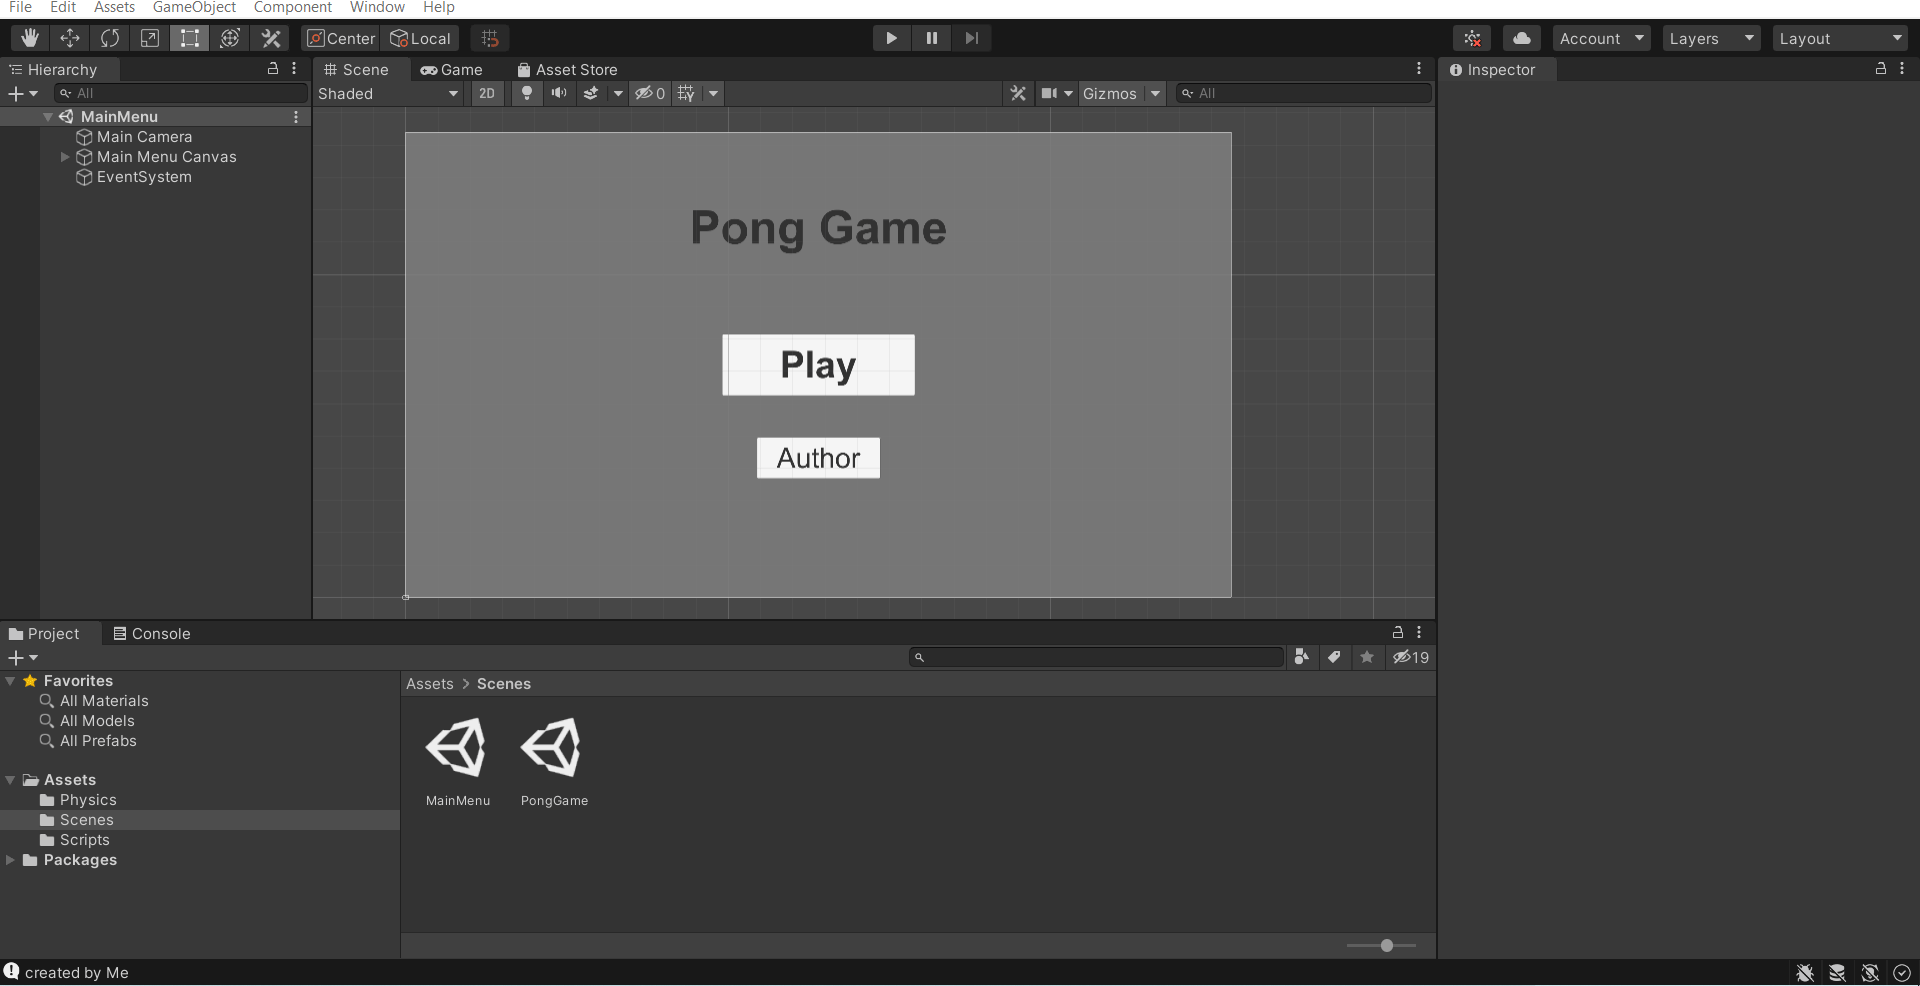 File Edit Assets GameObject Component Window Help
Center Local Account Layers Layout
Hierarchy Scene Game Asset Store Inspector
All Shaded 2D 0 Gizmos All
MainMenu
Main Camera
Main Menu Canvas
EventSystem
Pong Game
Play
Author
Project Console
19
Favorites
All Materials
All Models
All Prefabs
Assets
Physics
Scenes
Scripts
Packages
Assets > Scenes
MainMenu PongGame
created by Me